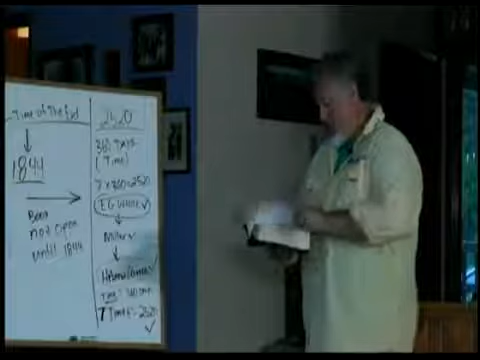 Time of The End
1844
Book
not open
until 1844
2520
360 Days
(Time)
7 x 360 = 2520
EG White
Miller
Hebrew
7 Times = 2520